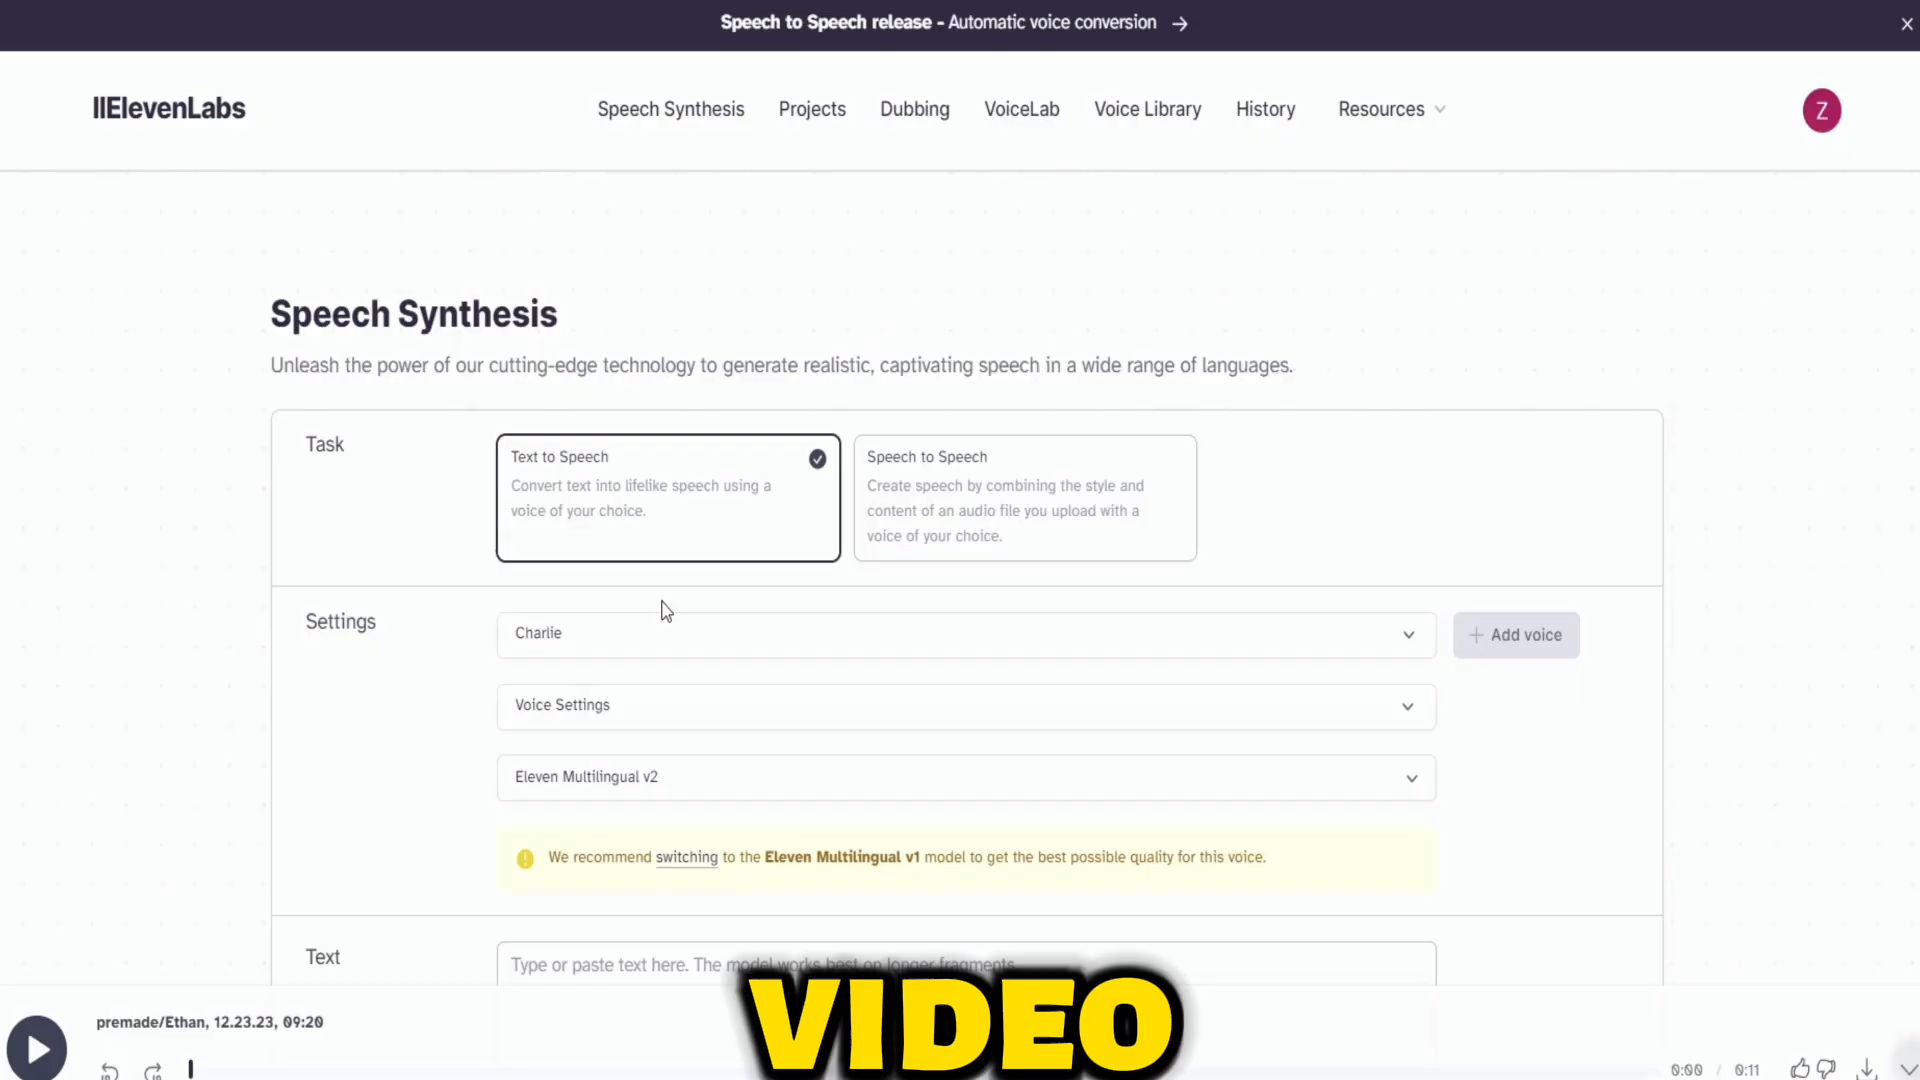 Speech to Speech release - Automatic voice conversion →
IIElevenLabs
Speech Synthesis
Projects
Dubbing
VoiceLab
Voice Library
History
Resources
Z
Speech Synthesis
Unleash the power of our cutting-edge technology to generate realistic, captivating speech in a wide range of languages.
Task
Text to Speech
Convert text into lifelike speech using a
voice of your choice.
Speech to Speech
Create speech by combining the style and
content of an audio file you upload with a
voice of your choice.
Settings
Charlie
+ Add voice
Voice Settings
Eleven Multilingual v2
We recommend switching to the Eleven Multilingual v1 model to get the best possible quality for this voice.
Text
Type or paste text here. The model works best on longer fragments.
VIDEO
premade/Ethan, 12.23.23, 09:20
0:00 / 0:11